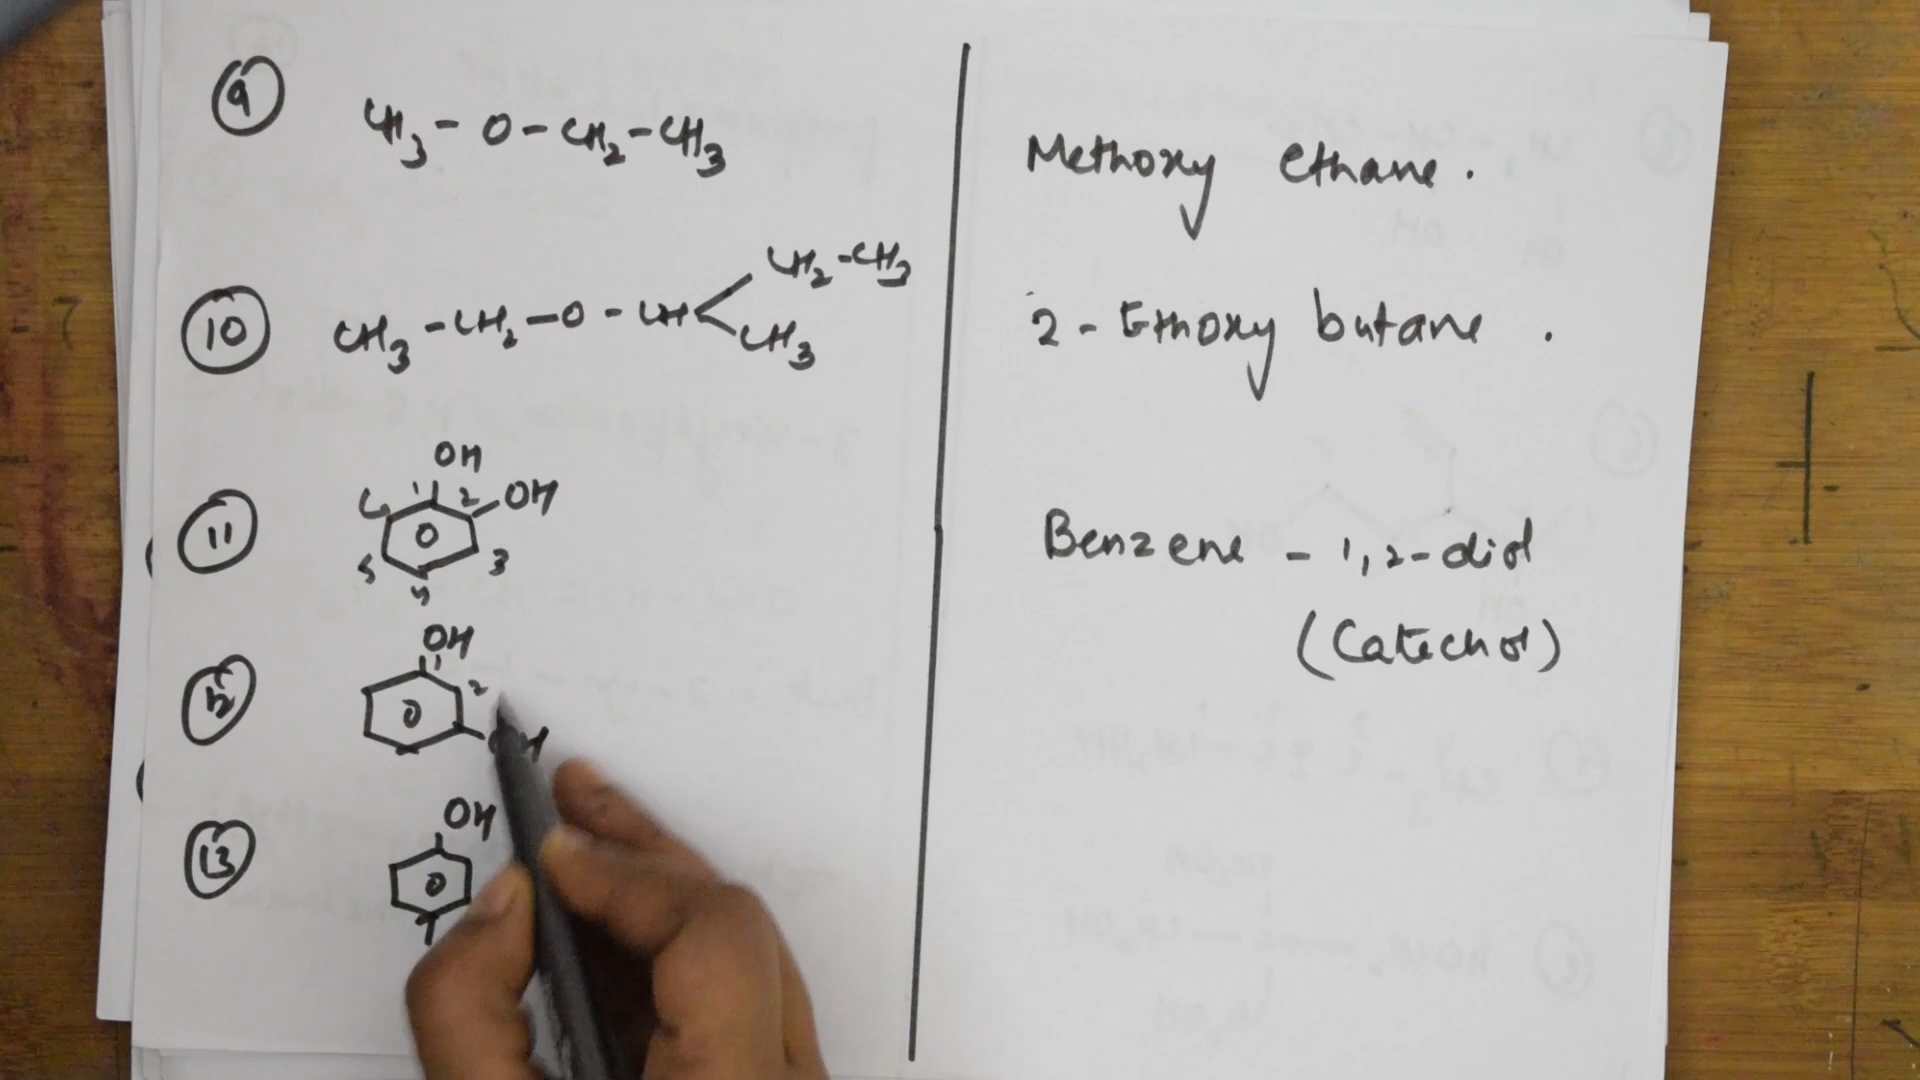 9
CH3 - O - CH2 - CH3
Methoxy ethane.
10
CH3 - CH2 - O - CH
CH2 - CH3
CH3
2 - Ethoxy butane.
11
OH
OH
1 2 3 4 5 6
Benzene - 1,2 - diol
(Catechol)
12
OH
1 2
13
OH